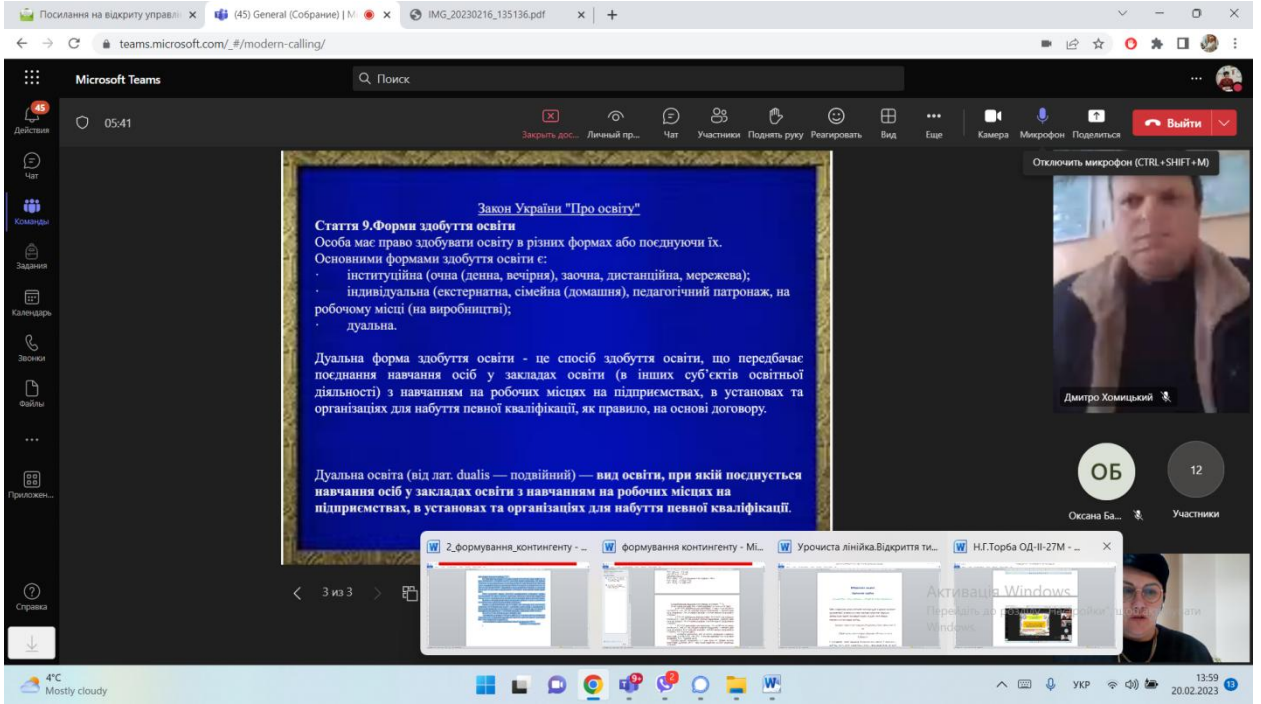 Посилання на відкриту управлі
(45) General (Собрание) | M
IMG_20230216_135136.pdf
teams.microsoft.com/_#/modern-calling/
Microsoft Teams
Поиск
45
Действия
05:41
Закрыть дос...
Личный пр...
Чат
Участники
Поднять руку
Реагировать
Вид
Еще
Камера
Микрофон
Поделиться
Выйти
Отключить микрофон (CTRL+SHIFT+M)
Чат
Команды
Задания
Календарь
Звонки
Файлы
Приложен...
Справка
Закон України "Про освіту"
Стаття 9.Форми здобуття освіти
Особа має право здобувати освіту в різних формах або поєднуючи їх.
Основними формами здобуття освіти є:
· інституційна (очна (денна, вечірня), заочна, дистанційна, мережева);
· індивідуальна (екстернатна, сімейна (домашня), педагогічний патронаж, на
робочому місці (на виробництві);
· дуальна.
Дуальна форма здобуття освіти - це спосіб здобуття освіти, що передбачає
поєднання навчання осіб у закладах освіти (в інших суб’єктів освітньої
діяльності) з навчанням на робочих місцях на підприємствах, в установах та
організаціях для набуття певної кваліфікації, як правило, на основі договору.
Дуальна освіта (від лат. dualis — подвійний) — вид освіти, при якій поєднується
навчання осіб у закладах освіти з навчанням на робочих місцях на
підприємствах, в установах та організаціях для набуття певної кваліфікації.
Дмитро Хомицький
ОБ
12
Оксана Ба...
Участники
2_формування_контингенту - ...
формування контингенту - Mi...
Урочиста лінійка.Відкриття ти...
Н.Г.Торба ОД-ІІ-27М - ...
3 из 3
Активація Windows
4°C
Mostly cloudy
9+
2
УКР
13:59
20.02.2023
13